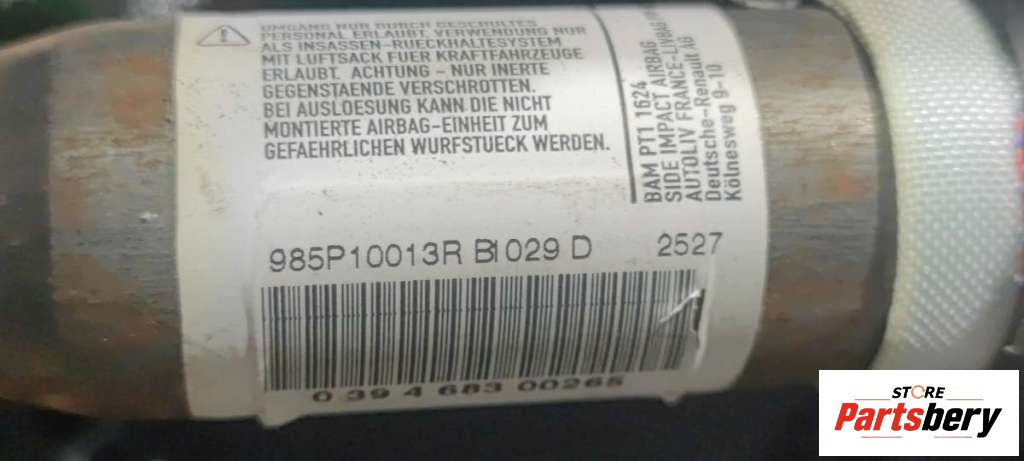 UMGANG NUR DURCH GESCHULTES
PERSONAL ERLAUBT. VERWENDUNG NUR
ALS INSASSEN-RUECKHALTESYSTEM
MIT LUFTSACK FUER KRAFTFAHRZEUGE
ERLAUBT. ACHTUNG - NUR INERTE
GEGENSTAENDE VERSCHROTTEN.
BEI AUSLOESUNG KANN DIE NICHT
MONTIERTE AIRBAG-EINHEIT ZUM
GEFAEHRLICHEN WURFSTUECK WERDEN.
BAM PT1 1624
SIDE IMPACT AIRBAG
AUTOLIV FRANCE-LIVBAG
Deutsche-Renault AG
Kölnesweg 9-10
985P10013R B1029 D 2527
0 39 4 683 00265
STORE
Partsbery